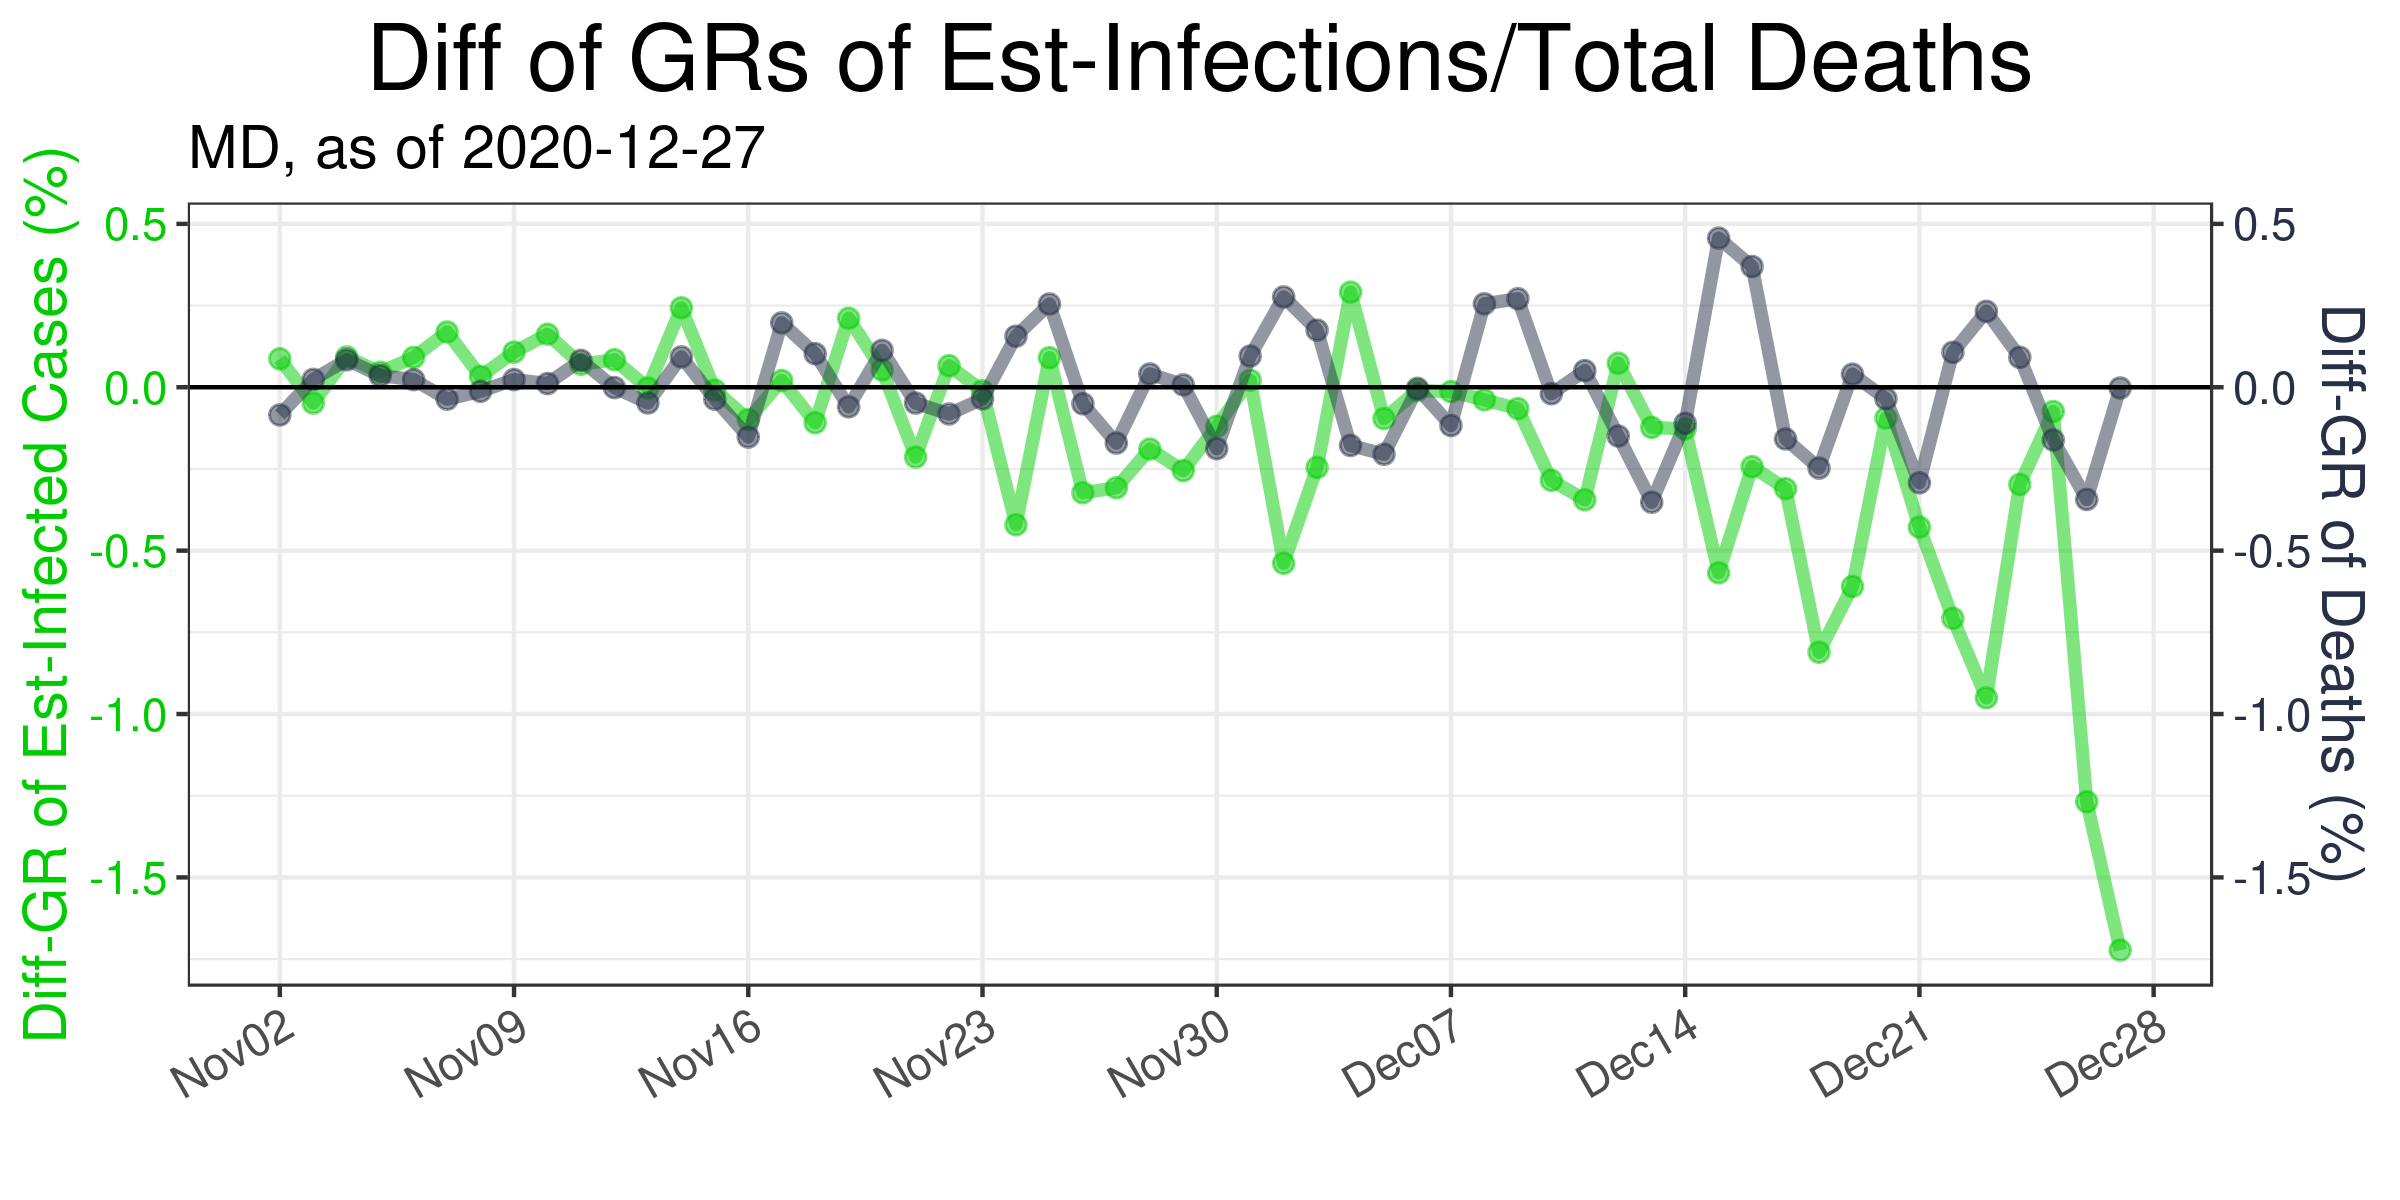 Diff of GRs of Est-Infections/Total Deaths
MD, as of 2020-12-27
Diff-GR of Est-Infected Cases (%)
0.5
0.0
-0.5
-1.0
-1.5
0.5
0.0
-0.5
-1.0
-1.5
Diff-GR of Deaths (%)
Nov02
Nov09
Nov16
Nov23
Nov30
Dec07
Dec14
Dec21
Dec28